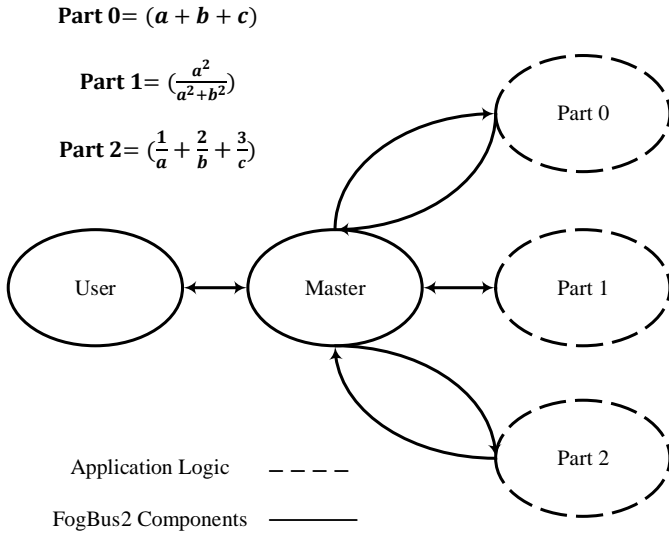 Part 0= (a + b + c)
Part 1= (a²/(a²+b²))
Part 2= (1/a + 2/b + 3/c)
Part 0
User
Master
Part 1
Part 2
Application Logic
FogBus2 Components